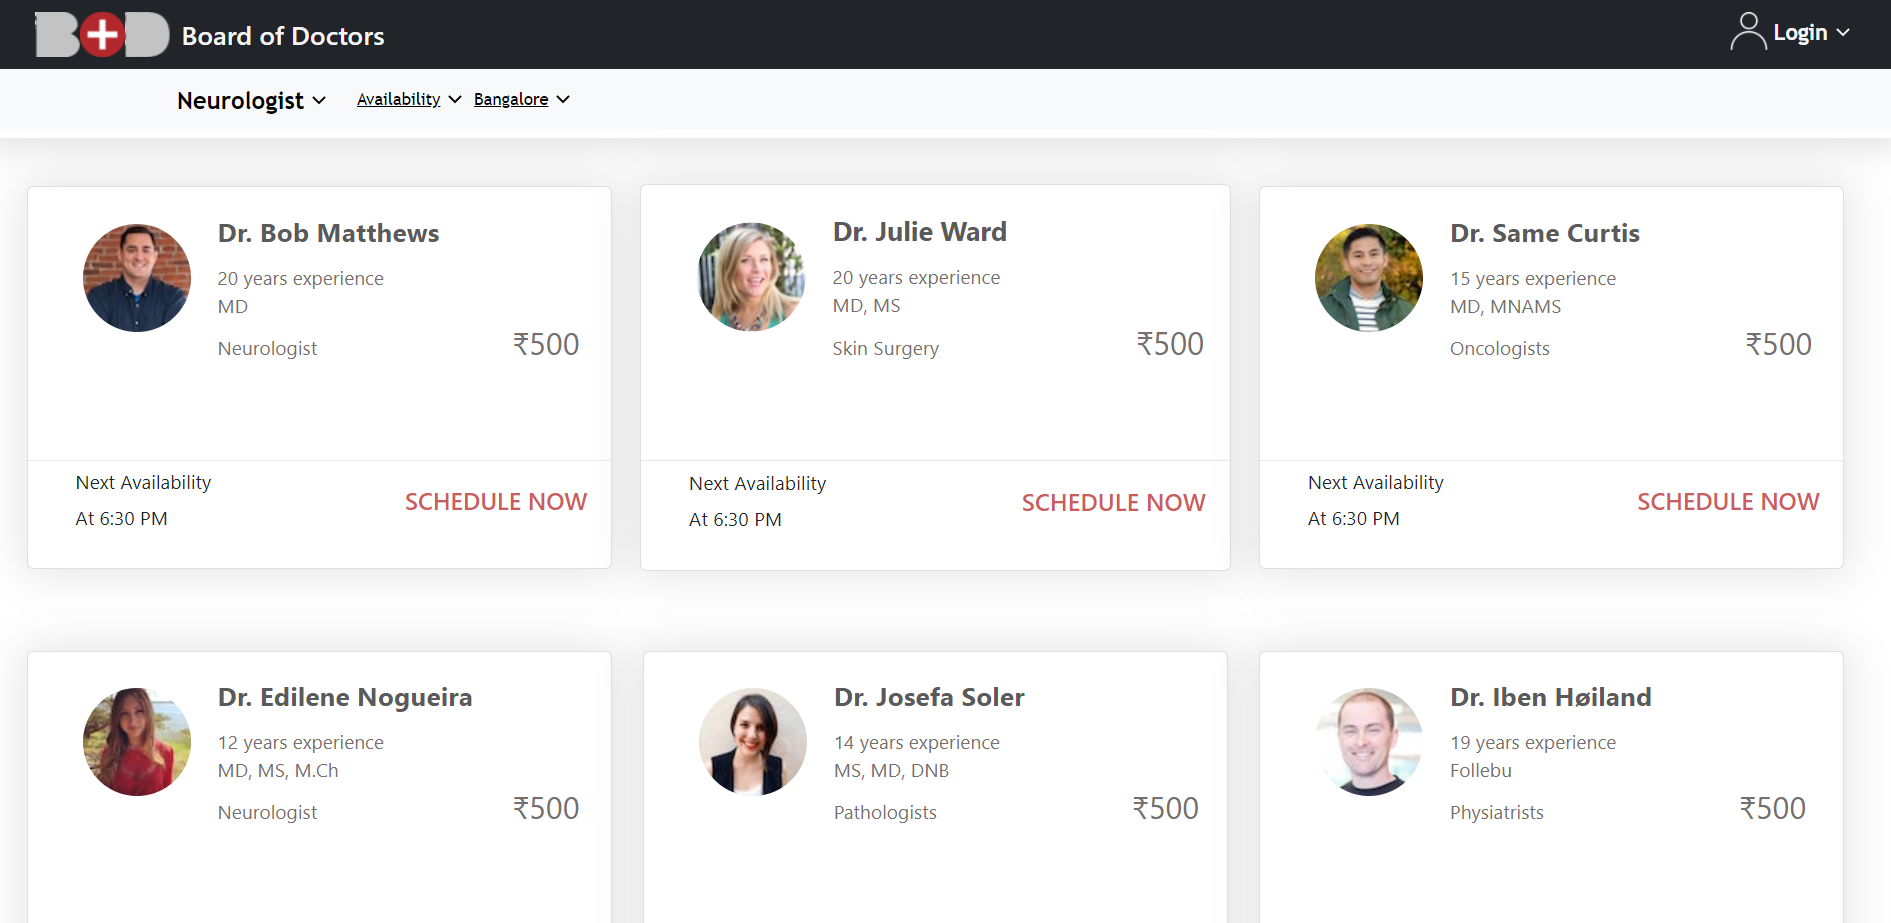 B+D Board of Doctors
Login
Neurologist Availability Bangalore
Dr. Bob Matthews
20 years experience
MD
Neurologist
₹500
Next Availability
At 6:30 PM
SCHEDULE NOW
Dr. Julie Ward
20 years experience
MD, MS
Skin Surgery
₹500
Next Availability
At 6:30 PM
SCHEDULE NOW
Dr. Same Curtis
15 years experience
MD, MNAMS
Oncologists
₹500
Next Availability
At 6:30 PM
SCHEDULE NOW
Dr. Edilene Nogueira
12 years experience
MD, MS, M.Ch
Neurologist
₹500
Dr. Josefa Soler
14 years experience
MS, MD, DNB
Pathologists
₹500
Dr. Iben Høiland
19 years experience
Follebu
Physiatrists
₹500